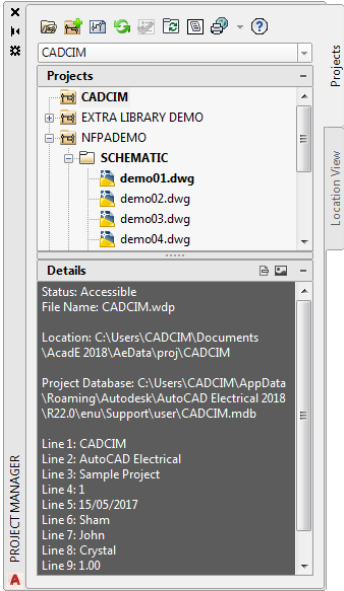 CADCIM
Projects
CADCIM
EXTRA LIBRARY DEMO
NFPADEMO
SCHEMATIC
demo01.dwg
demo02.dwg
demo03.dwg
demo04.dwg
Details
Status: Accessible
File Name: CADCIM.wdp
Location: C:\Users\CADCIM\Documents
\AcadE 2018\AeData\proj\CADCIM
Project Database: C:\Users\CADCIM\AppData
\Roaming\Autodesk\AutoCAD Electrical 2018
\R22.0\enu\Support\user\CADCIM.mdb
Line 1: CADCIM
Line 2: AutoCAD Electrical
Line 3: Sample Project
Line 4: 1
Line 5: 15/05/2017
Line 6: Sham
Line 7: John
Line 8: Crystal
Line 9: 1.00
Projects
Location View
PROJECT MANAGER
A